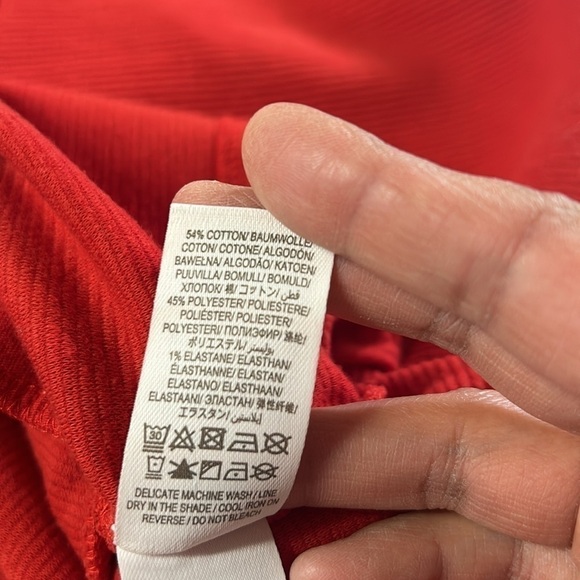 54% COTTON/ BAUMWOLLE/
COTON/ COTONE/ ALGODÓN/
BAWEŁNA/ ALGODÃO/ KATOEN/
PUUVILLA/ BOMULL/ BOMULD/
ХЛОПОК/ 棉/ コットン/ قطن
45% POLYESTER/ POLIESTERE/
POLIÉSTER/ POLIESTER/
POLYESTERI/ ПОЛИЭФИР/ 涤纶/
ポリエステル/ بوليستر
1% ELASTANE/ ELASTHAN/
ÉLASTHANNE/ ELASTAN/
ELASTANO/ ELASTHAAN/
ELASTAANI/ ЭЛАСТАН/ 弹性纤维/
エラスタン/ إيلاستين
30
DELICATE MACHINE WASH / LINE
DRY IN THE SHADE / COOL IRON ON
REVERSE / DO NOT BLEACH